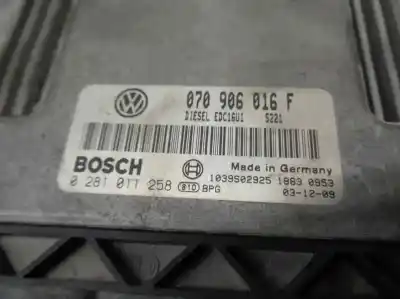 070 906 016 F
DIESEL EDC16U1 5221
BOSCH
Made in Germany
0 281 011 258 010 BPG
1039S02925 1863 0953
03-12-09